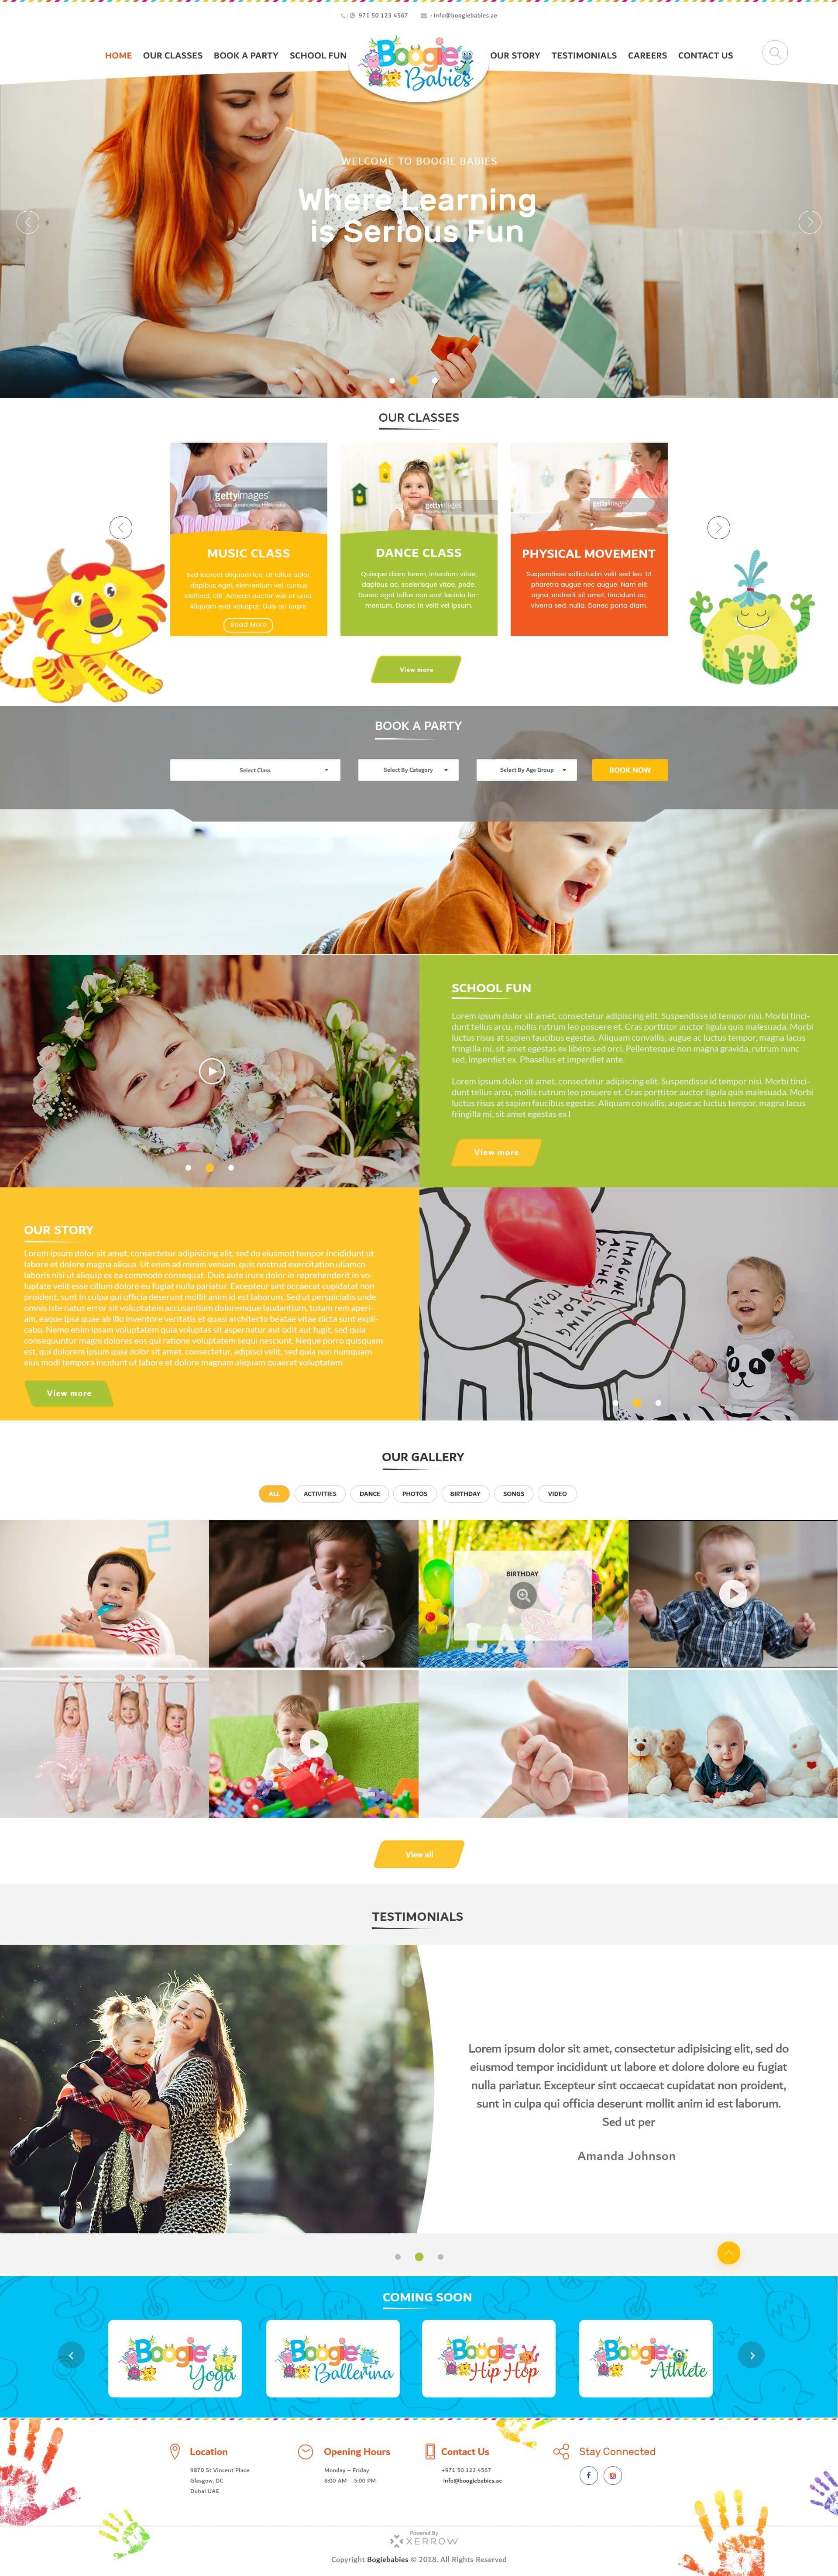 971 50 123 4567 : info@boogiebabies.ae
HOME OUR CLASSES BOOK A PARTY SCHOOL FUN Boogie Babies OUR STORY TESTIMONIALS CAREERS CONTACT US
WELCOME TO BOOGIE BABIES
Where Learning
is Serious Fun
OUR CLASSES
gettyimages
gettyimages
gettyimages
MUSIC CLASS
Sed laoreet aliquam leo. Ut tellus dolor,
dapibus eget, elementum vel, cursus
eleifend, elit. Aenean auctor wisi et urna.
Aliquam erat volutpat. Duis ac turpis.
Read More
DANCE CLASS
Quisque diam lorem, interdum vitae,
dapibus ac, scelerisque vitae, pede.
Donec eget tellus non erat lacinia fer-
mentum. Donec in velit vel ipsum.
PHYSICAL MOVEMENT
Suspendisse sollicitudin velit sed leo. Ut
pharetra augue nec augue. Nam elit
agna, endrerit sit amet, tincidunt ac,
viverra sed, nulla. Donec porta diam.
View more
BOOK A PARTY
Select Class Select By Category Select By Age Group BOOK NOW
SCHOOL FUN
Lorem ipsum dolor sit amet, consectetur adipiscing elit. Suspendisse id tempor nisi. Morbi tinci-
dunt tellus arcu, mollis rutrum leo posuere et. Cras porttitor auctor ligula quis malesuada. Morbi
luctus risus at sapien faucibus egestas. Aliquam convallis, augue ac luctus tempor, magna lacus
fringilla mi, sit amet egestas ex libero sed orci. Pellentesque non magna gravida, rutrum nunc
sed, imperdiet ex. Phasellus et imperdiet ante.
Lorem ipsum dolor sit amet, consectetur adipiscing elit. Suspendisse id tempor nisi. Morbi tinci-
dunt tellus arcu, mollis rutrum leo posuere et. Cras porttitor auctor ligula quis malesuada. Morbi
luctus risus at sapien faucibus egestas. Aliquam convallis, augue ac luctus tempor, magna lacus
fringilla mi, sit amet egestas ex l
View more
OUR STORY
Lorem ipsum dolor sit amet, consectetur adipisicing elit, sed do eiusmod tempor incididunt ut
labore et dolore magna aliqua. Ut enim ad minim veniam, quis nostrud exercitation ullamco
laboris nisi ut aliquip ex ea commodo consequat. Duis aute irure dolor in reprehenderit in vo-
luptate velit esse cillum dolore eu fugiat nulla pariatur. Excepteur sint occaecat cupidatat non
proident, sunt in culpa qui officia deserunt mollit anim id est laborum. Sed ut perspiciatis unde
omnis iste natus error sit voluptatem accusantium doloremque laudantium, totam rem aperi-
am, eaque ipsa quae ab illo inventore veritatis et quasi architecto beatae vitae dicta sunt expli-
cabo. Nemo enim ipsam voluptatem quia voluptas sit aspernatur aut odit aut fugit, sed quia
consequuntur magni dolores eos qui ratione voluptatem sequi nesciunt. Neque porro quisquam
est, qui dolorem ipsum quia dolor sit amet, consectetur, adipisci velit, sed quia non numquam
eius modi tempora incidunt ut labore et dolore magnam aliquam quaerat voluptatem.
View more
OUR GALLERY
ALL ACTIVITIES DANCE PHOTOS BIRTHDAY SONGS VIDEO
BIRTHDAY
View all
TESTIMONIALS
Lorem ipsum dolor sit amet, consectetur adipisicing elit, sed do
eiusmod tempor incididunt ut labore et dolore dolore eu fugiat
nulla pariatur. Excepteur sint occaecat cupidatat non proident,
sunt in culpa qui officia deserunt mollit anim id est laborum.
Sed ut per
Amanda Johnson
COMING SOON
Boogie Yoga
Boogie Ballerina
Boogie Hip Hop
Boogie Athlete
Location
9870 St Vincent Place
Glasgow, DC
Dubai UAE
Opening Hours
Monday – Friday
8:00 AM – 5:00 PM
Contact Us
+971 50 123 4567
info@boogiebabies.ae
Stay Connected
Powered By
XERROW
Copyright Bogiebabies © 2018. All Rights Reserved